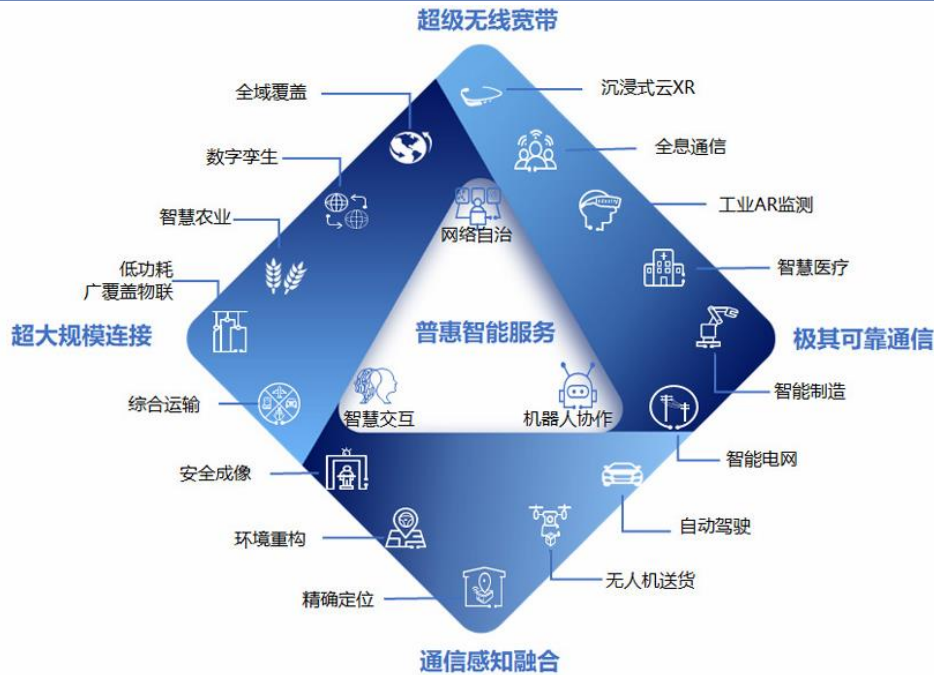 超级无线宽带
全域覆盖
沉浸式云XR
数字孪生
全息通信
智慧农业
工业AR监测
网络自治
低功耗
广覆盖物联
智慧医疗
超大规模连接
普惠智能服务
极其可靠通信
综合运输
智慧交互
机器人协作
智能制造
安全成像
智能电网
环境重构
自动驾驶
精确定位
无人机送货
通信感知融合